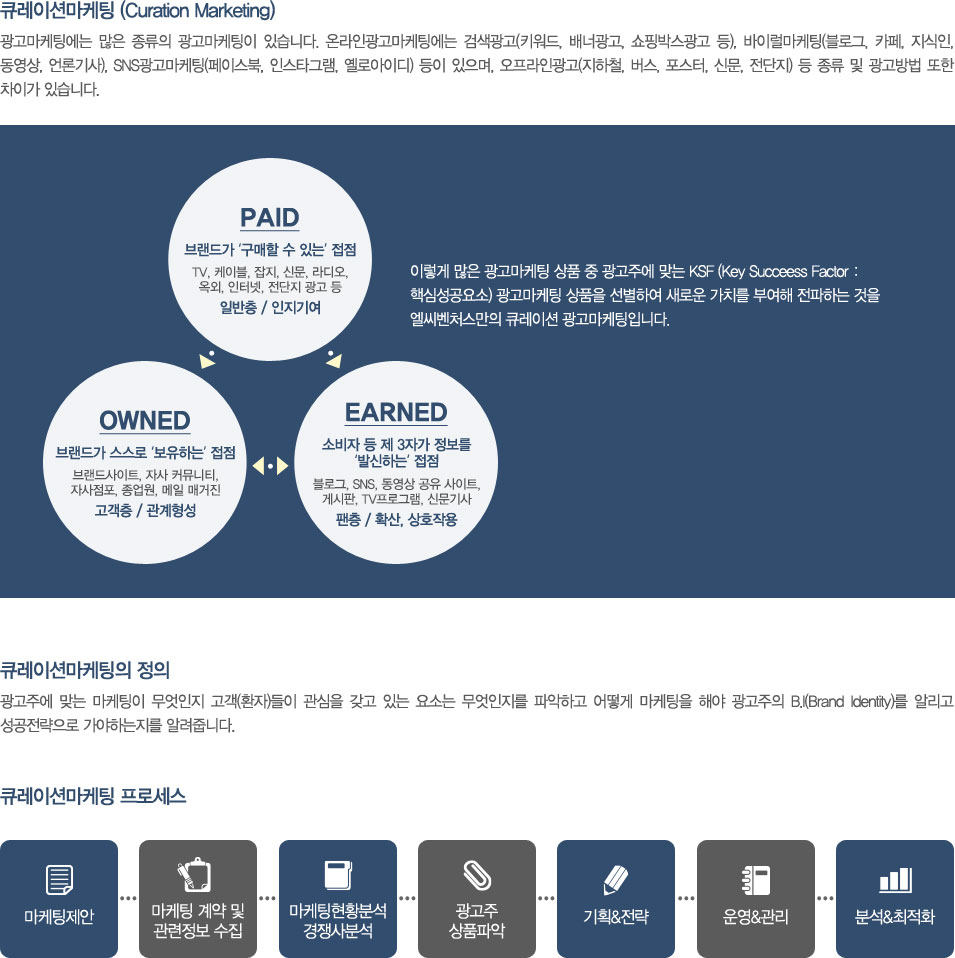 큐레이션마케팅 (Curation Marketing)
광고마케팅에는 많은 종류의 광고마케팅이 있습니다. 온라인광고마케팅에는 검색광고(키워드, 배너광고, 쇼핑박스광고 등), 바이럴마케팅(블로그, 카페, 지식인,
동영상, 언론기사), SNS광고마케팅(페이스북, 인스타그램, 옐로아이디) 등이 있으며, 오프라인광고(지하철, 버스, 포스터, 신문, 전단지) 등 종류 및 광고방법 또한
차이가 있습니다.
PAID
브랜드가 '구매할 수 있는' 접점
TV, 케이블, 잡지, 신문, 라디오,
옥외, 인터넷, 전단지 광고 등
일반층 / 인지기여
이렇게 많은 광고마케팅 상품 중 광고주에 맞는 KSF (Key Succeess Factor :
핵심성공요소) 광고마케팅 상품을 선별하여 새로운 가치를 부여해 전파하는 것을
엘씨벤처스만의 큐레이션 광고마케팅입니다.
OWNED
브랜드가 스스로 '보유하는' 접점
브랜드사이트, 자사 커뮤니티,
자사점포, 종업원, 메일 매거진
고객층 / 관계형성
EARNED
소비자 등 제 3자가 정보를
'발신하는' 접점
블로그, SNS, 동영상 공유 사이트,
게시판, TV프로그램, 신문기사
팬층 / 확산, 상호작용
큐레이션마케팅의 정의
광고주에 맞는 마케팅이 무엇인지 고객(환자)들이 관심을 갖고 있는 요소는 무엇인지를 파악하고 어떻게 마케팅을 해야 광고주의 B.I(Brand Identity)를 알리고
성공전략으로 가야하는지를 알려줍니다.
큐레이션마케팅 프로세스
마케팅제안
마케팅 계약 및
관련정보 수집
마케팅현황분석
경쟁사분석
광고주
상품파악
기획&전략
운영&관리
분석&최적화